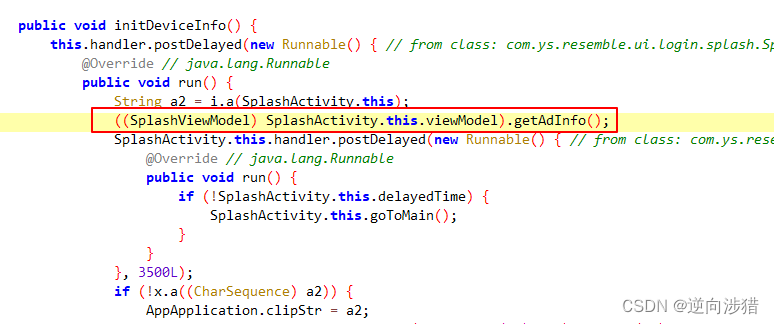 public void initDeviceInfo() {
this.handler.postDelayed(new Runnable() { // from class: com.ys.resemble.ui.login.splash.Sp
@Override // java.lang.Runnable
public void run() {
String a2 = i.a(SplashActivity.this);
((SplashViewModel) SplashActivity.this.viewModel).getAdInfo();
SplashActivity.this.handler.postDelayed(new Runnable() { // from class: com.ys.rese
@Override // java.lang.Runnable
public void run() {
if (!SplashActivity.this.delayedTime) {
SplashActivity.this.goToMain();
}
}
}, 3500L);
if (!x.a((CharSequence) a2)) {
AppApplication.clipStr = a2;
CSDN @逆向涉猎